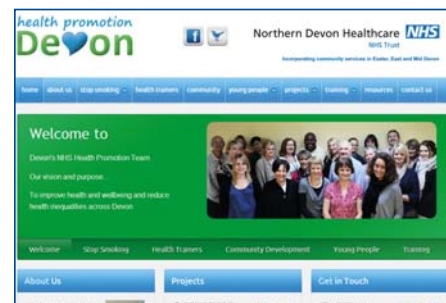 health promotion
Devon
f
Northern Devon Healthcare NHS
NHS Trust
Incorporating community services in Exeter, East and Mid Devon
home about us stop smoking health trainers community young people projects training resources contact us
Welcome to
Devon's NHS Health Promotion Team
Our vision and purpose...
To improve health and wellbeing and reduce
health inequalities across Devon
Welcome Stop Smoking Health Trainers Community Development Young People Training
About Us Projects Get in Touch